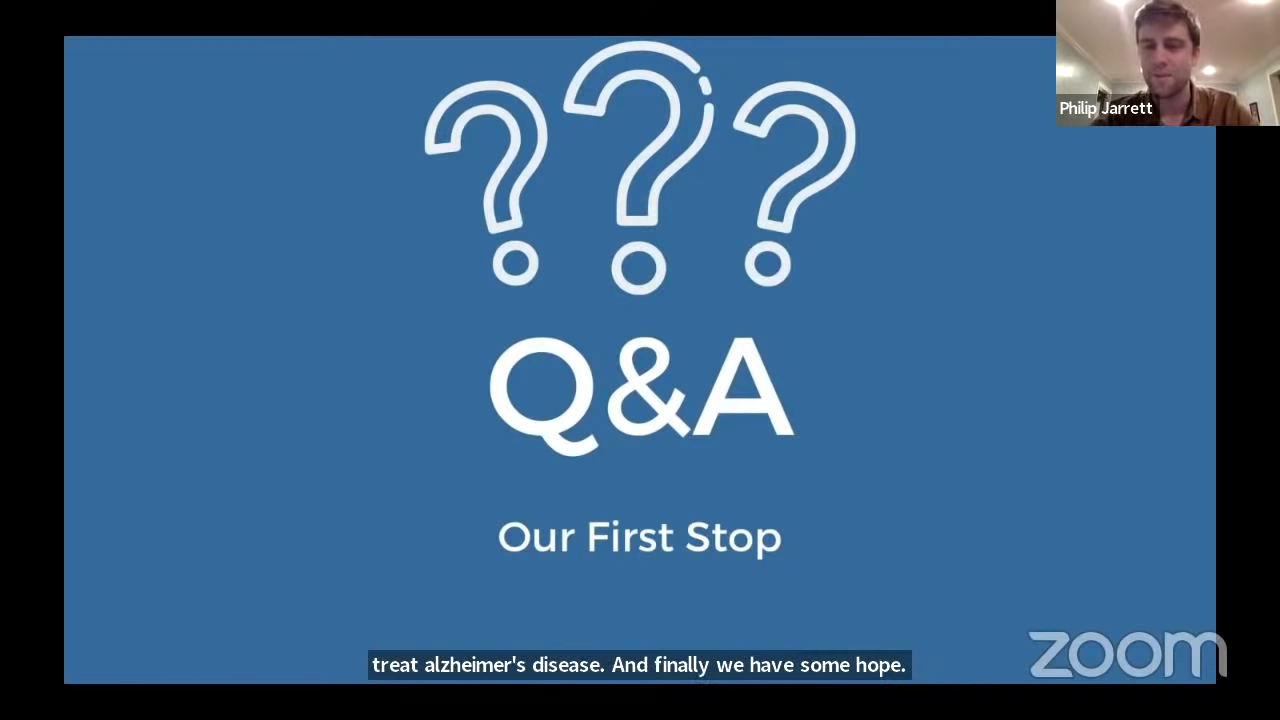 ???
Philip Jarrett
Q&A
Our First Stop
treat alzheimer's disease. And finally we have some hope.
zoom